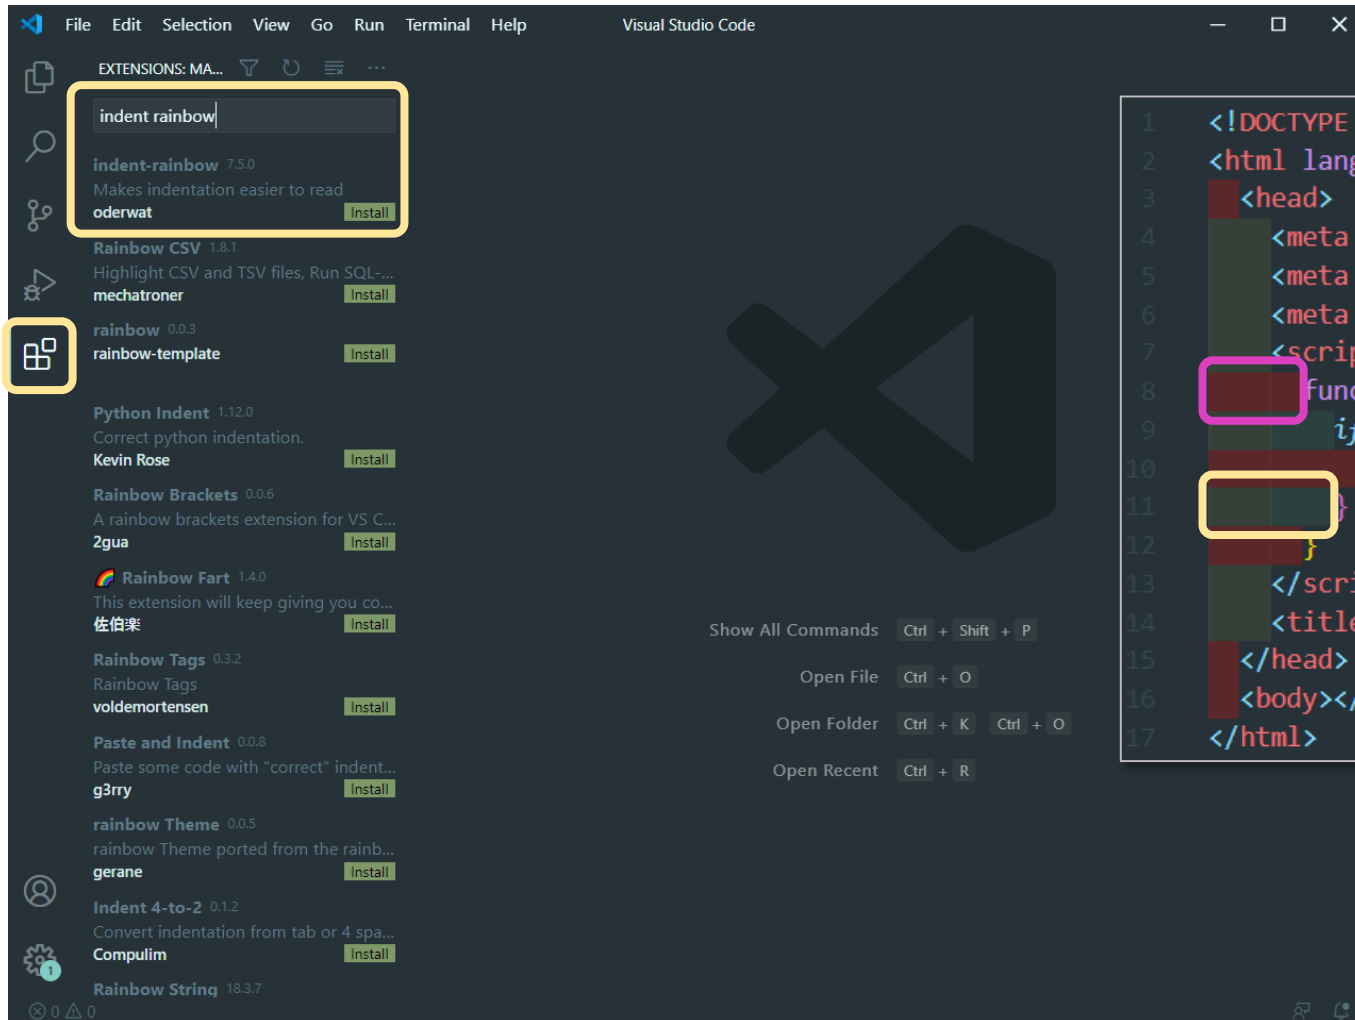 File Edit Selection View Go Run Terminal Help Visual Studio Code
EXTENSIONS: MA...
indent rainbow
indent-rainbow 7.5.0
Makes indentation easier to read
oderwat Install
Rainbow CSV 1.8.1
Highlight CSV and TSV files, Run SQL-...
mechatroner Install
rainbow 0.0.3
rainbow-template Install
Python Indent 1.12.0
Correct python indentation.
Kevin Rose Install
Rainbow Brackets 0.0.6
A rainbow brackets extension for VS C...
2gua Install
🌈 Rainbow Fart 1.4.0
This extension will keep giving you co...
佐伯楽 Install
Rainbow Tags 0.3.2
Rainbow Tags
voldemortensen Install
Paste and Indent 0.0.8
Paste some code with "correct" indent...
g3rry Install
rainbow Theme 0.0.5
rainbow Theme ported from the rainb...
gerane Install
Indent 4-to-2 0.1.2
Convert indentation from tab or 4 spa...
Compulim Install
Rainbow String 18.3.7
1
0 0
Show All Commands Ctrl + Shift + P
Open File Ctrl + O
Open Folder Ctrl + K Ctrl + O
Open Recent Ctrl + R
1 <!DOCTYPE
2 <html lang
3 <head>
4 <meta
5 <meta
6 <meta
7 <scrip
8 func
9 if
10
11 }
12 }
13 </scri
14 <title
15 </head>
16 <body></
17 </html>